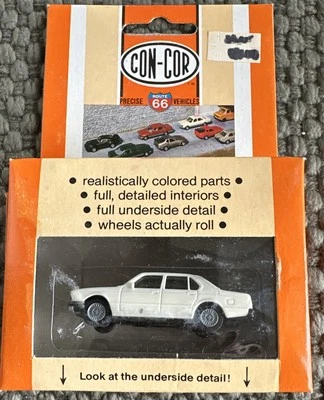 CON-COR
PRECISE ROUTE 66 VEHICLES
• realistically colored parts •
• full, detailed interiors •
• full underside detail •
• wheels actually roll •
↓ Look at the underside detail! ↓